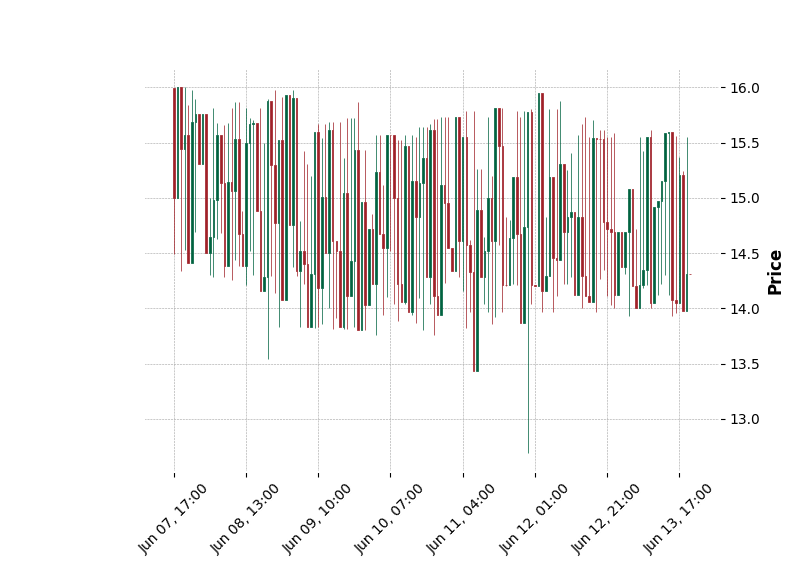 16.0
15.5
15.0
14.5
14.0
13.5
13.0
Price
Jun 07, 17:00
Jun 08, 13:00
Jun 09, 10:00
Jun 10, 07:00
Jun 11, 04:00
Jun 12, 01:00
Jun 12, 21:00
Jun 13, 17:00